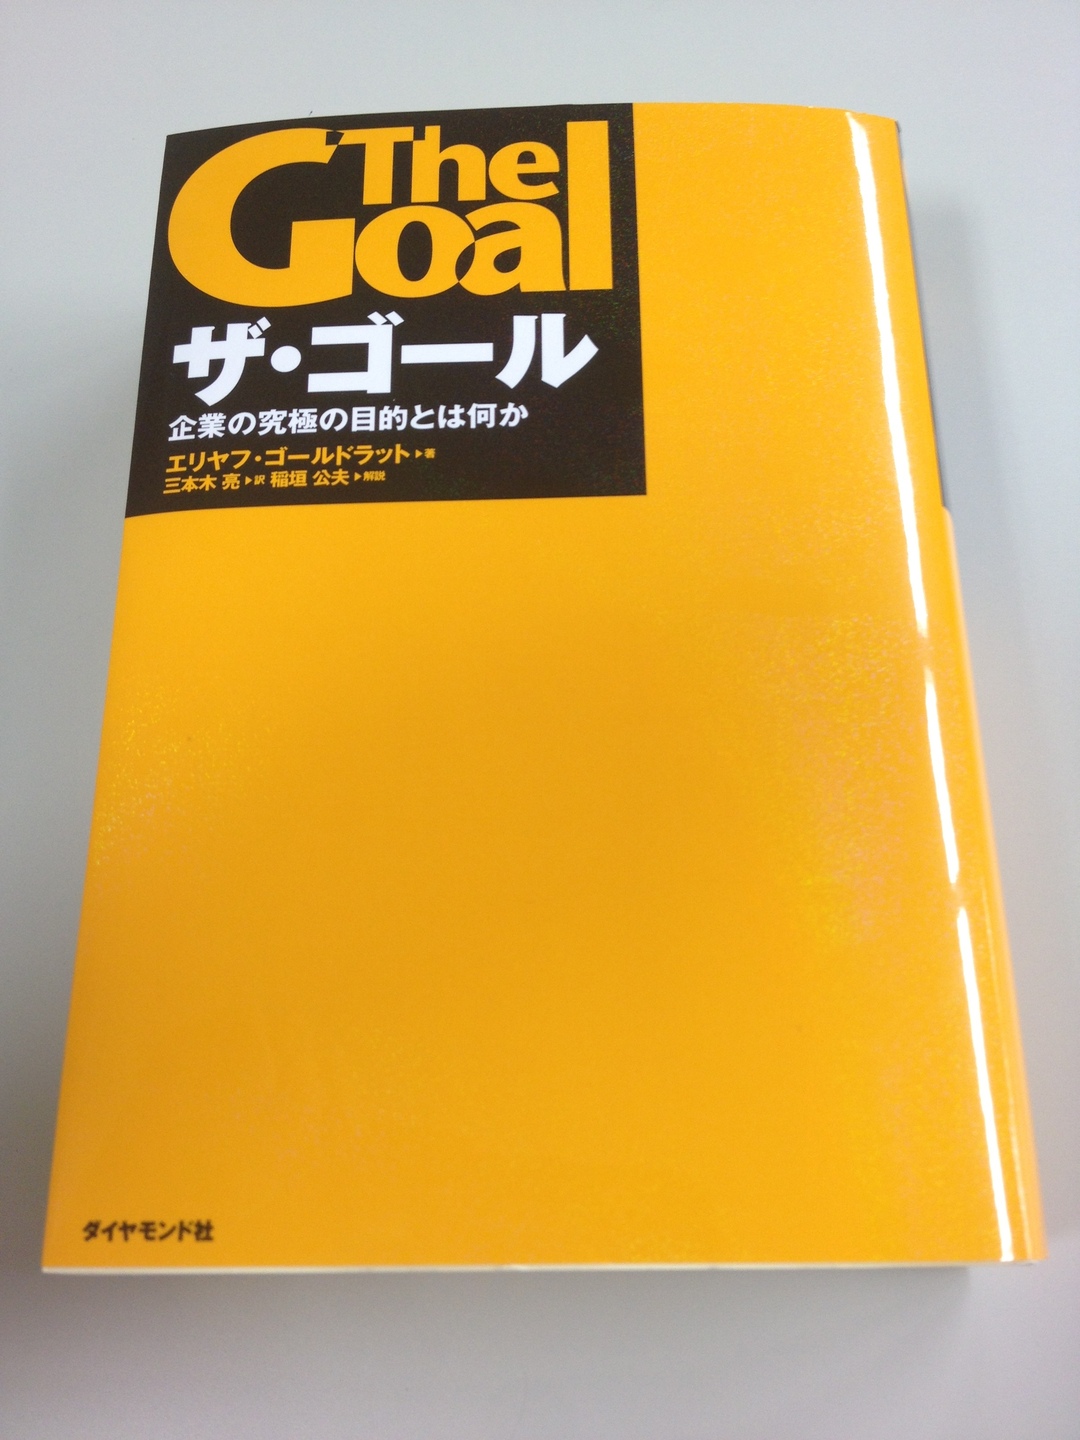 The
Goal
ザ・ゴール
企業の究極の目的とは何か
エリヤフ・ゴールドラット▶著
三本木 亮▶訳 稲垣 公夫▶解説
ダイヤモンド社